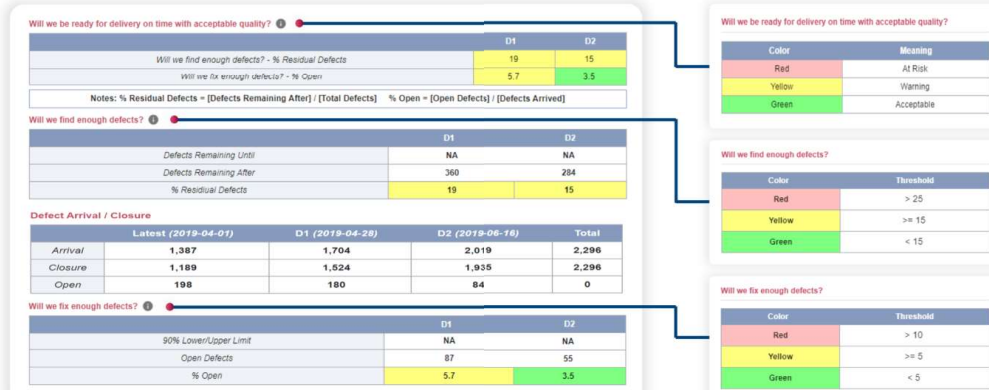 Will we be ready for delivery on time with acceptable quality? i
D1 D2
Will we find enough defects? - % Residual Defects 19 15
Will we fix enough defects? - % Open 5.7 3.5
Notes: % Residual Defects = [Defects Remaining After] / [Total Defects] % Open = [Open Defects] / [Defects Arrived]
Will we find enough defects? i
D1 D2
Defects Remaining Until NA NA
Defects Remaining After 360 284
% Residiual Defects 19 15
Defect Arrival / Closure
Latest (2019-04-01) D1 (2019-04-28) D2 (2019-06-16) Total
Arrival 1,387 1,704 2,019 2,296
Closure 1,189 1,524 1,935 2,296
Open 198 180 84 0
Will we fix enough defects? i
D1 D2
90% Lower/Upper Limit NA NA
Open Defects 87 55
% Open 5.7 3.5
Will we be ready for delivery on time with acceptable quality?
Color Meaning
Red At Risk
Yellow Warning
Green Acceptable
Will we find enough defects?
Color Threshold
Red > 25
Yellow >= 15
Green < 15
Will we fix enough defects?
Color Threshold
Red > 10
Yellow >= 5
Green < 5